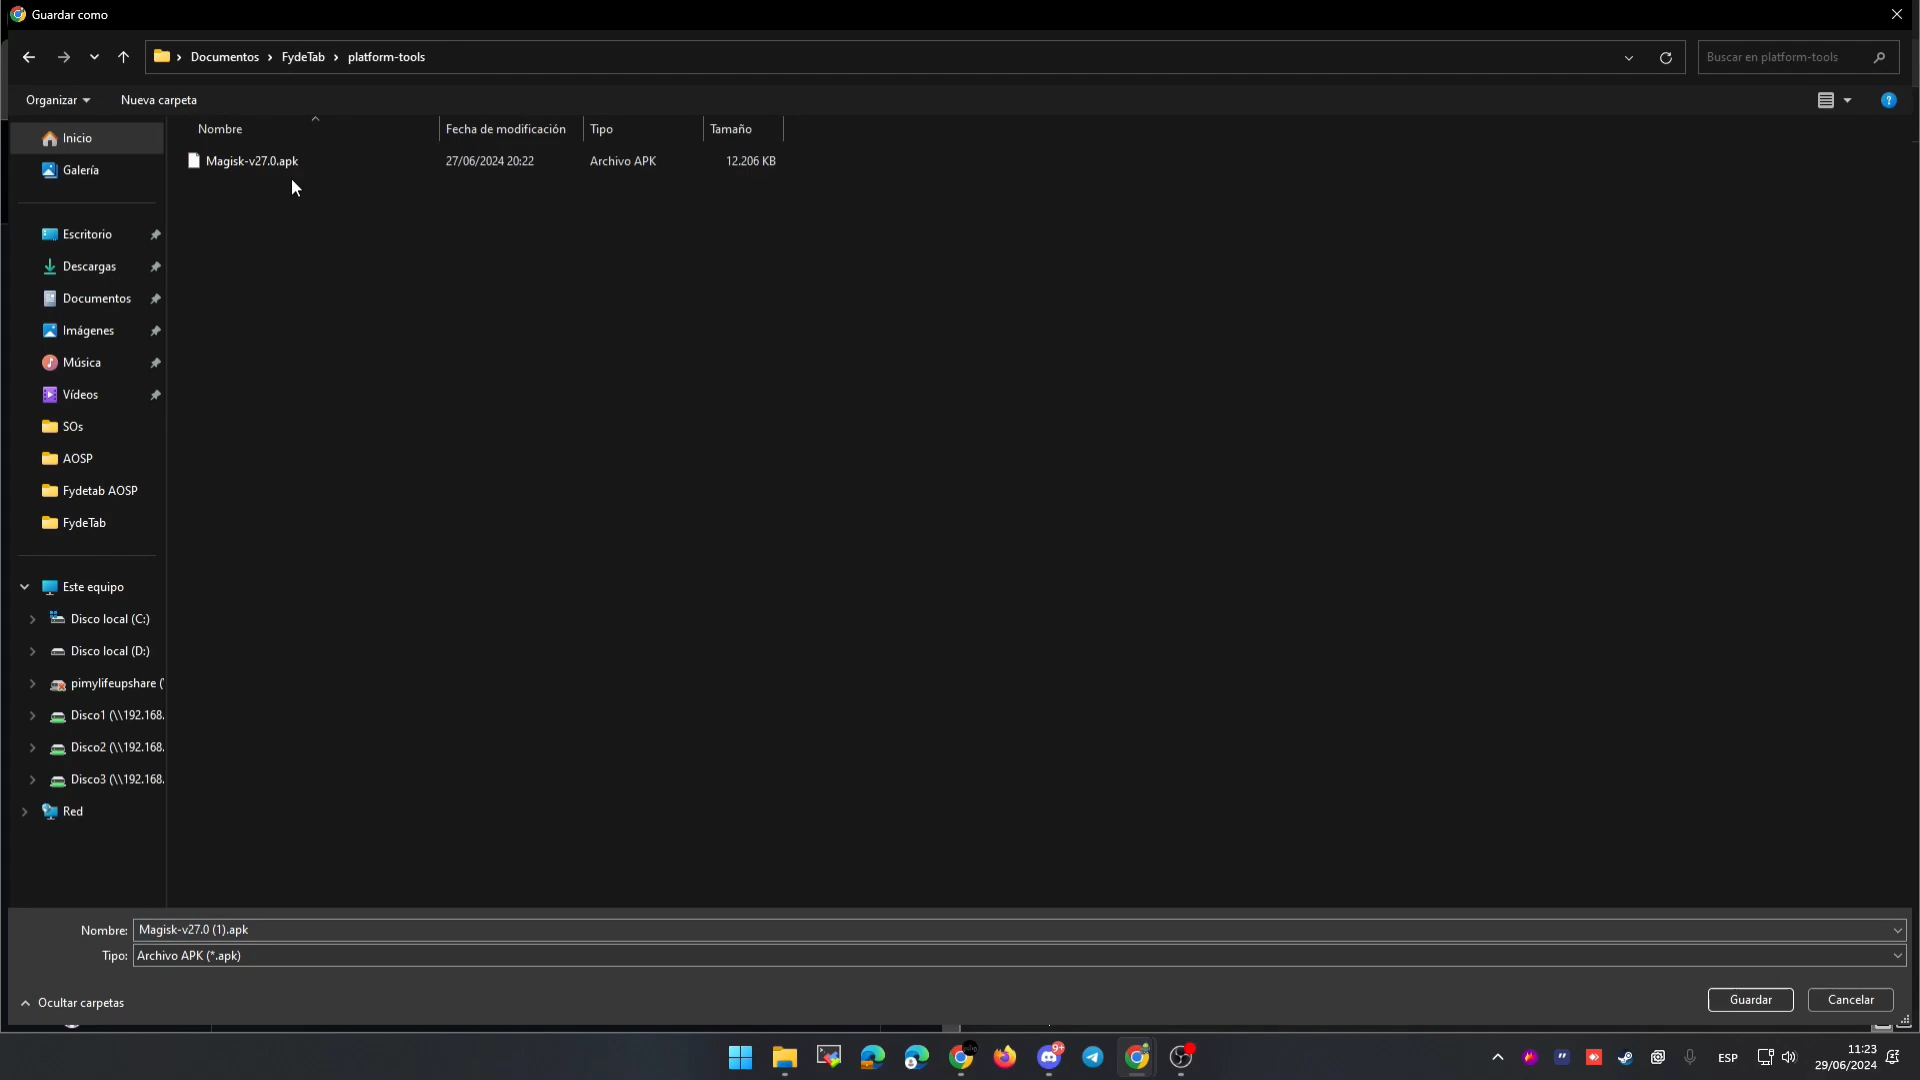 Guardar como
Documentos > FydeTab > platform-tools
Buscar en platform-tools
Organizar
Nueva carpeta
Nombre
Fecha de modificación
Tipo
Tamaño
Magisk-v27.0.apk
27/06/2024 20:22
Archivo APK
12.206 KB
Inicio
Galería
Escritorio
Descargas
Documentos
Imágenes
Música
Vídeos
SOs
AOSP
Fydetab AOSP
FydeTab
Este equipo
Disco local (C:)
Disco local (D:)
pimylifeupshare (
Disco1 (\\192.168.
Disco2 (\\192.168.
Disco3 (\\192.168.
Red
Nombre: Magisk-v27.0 (1).apk
Tipo: Archivo APK (*.apk)
Ocultar carpetas
Guardar
Cancelar
9+
ESP
11:23
29/06/2024